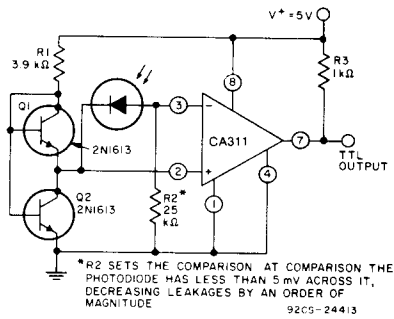 V⁺=5V
R1
3.9 kΩ
R3
1kΩ
8
Q1
3
−
CA311
7
2N1613
2
+
4
TTL
OUTPUT
Q2
2N1613
R2*
25
kΩ
1
*R2 SETS THE COMPARISON AT COMPARISON THE
PHOTODIODE HAS LESS THAN 5 mV ACROSS IT,
DECREASING LEAKAGES BY AN ORDER OF
MAGNITUDE
92CS-24413